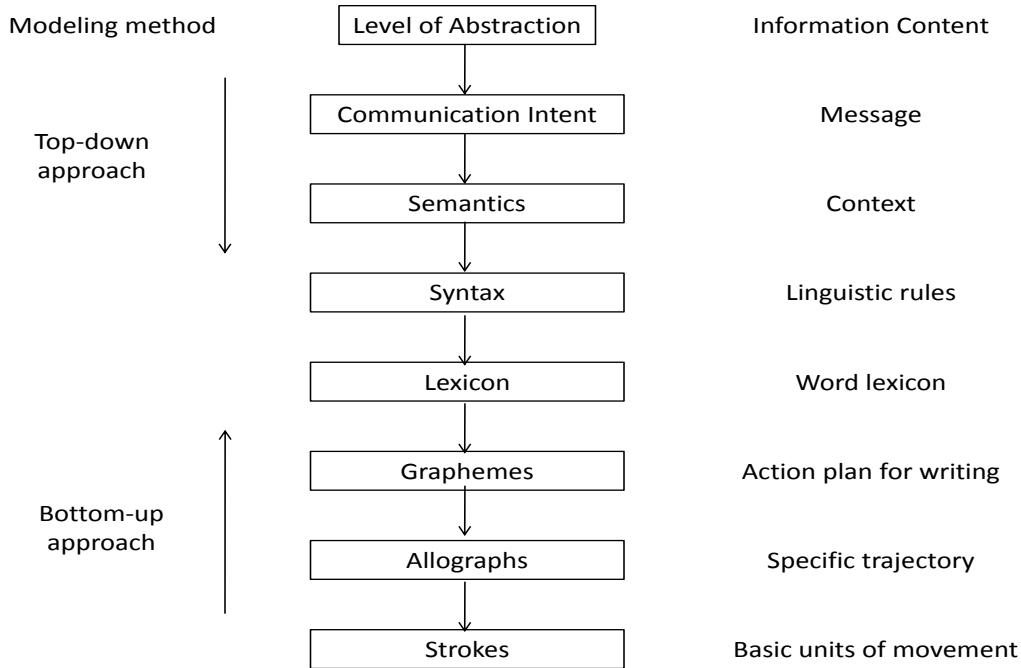 Modeling method
Level of Abstraction
Information Content
Communication Intent
Message
Top-down
approach
Semantics
Context
Syntax
Linguistic rules
Lexicon
Word lexicon
Graphemes
Action plan for writing
Bottom-up
approach
Allographs
Specific trajectory
Strokes
Basic units of movement